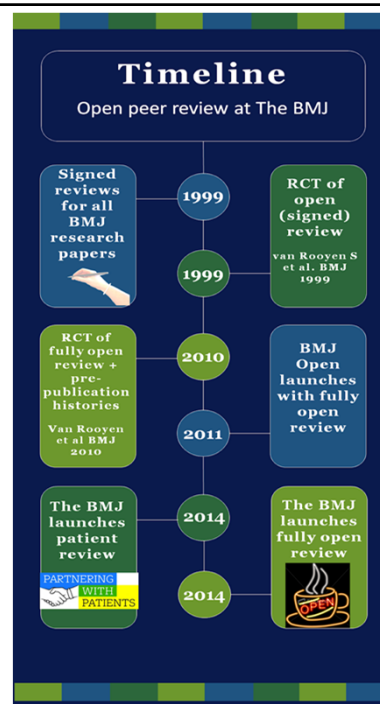 Timeline
Open peer review at The BMJ
Signed
reviews
for all
BMJ
research
papers
1999
RCT of
open
(signed)
review
van Rooyen S
et al. BMJ
1999
1999
RCT of
fully open
review +
pre-
publication
histories
Van Rooyen
et al BMJ
2010
2010
BMJ
Open
launches
with fully
open
review
2011
The BMJ
launches
patient
review
PARTNERING
WITH
PATIENTS
2014
The BMJ
launches
fully open
review
OPEN
2014